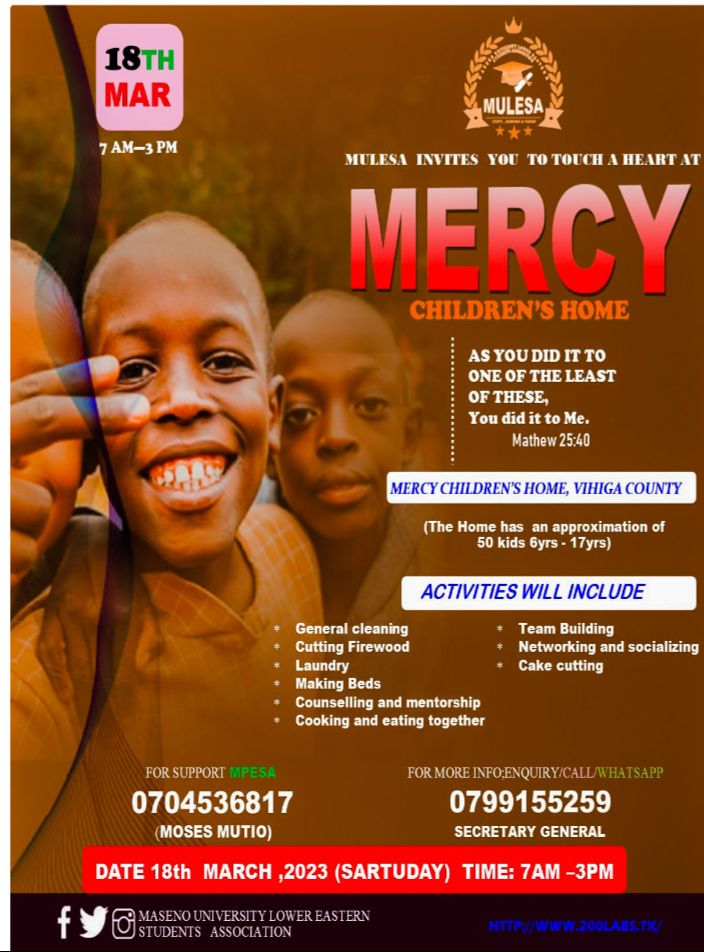 18TH
MAR
7 AM–3 PM
MULESA
MULESA INVITES YOU TO TOUCH A HEART AT
MERCY
CHILDREN'S HOME
AS YOU DID IT TO
ONE OF THE LEAST
OF THESE,
You did it to Me.
Mathew 25:40
MERCY CHILDREN'S HOME, VIHIGA COUNTY
(The Home has an approximation of
50 kids 6yrs - 17yrs)
ACTIVITIES WILL INCLUDE
* General cleaning
* Cutting Firewood
* Laundry
* Making Beds
* Counselling and mentorship
* Cooking and eating together
* Team Building
* Networking and socializing
* Cake cutting
FOR SUPPORT MPESA
0704536817
(MOSES MUTIO)
FOR MORE INFO;ENQUIRY/CALL/WHATSAPP
0799155259
SECRETARY GENERAL
DATE 18th MARCH ,2023 (SARTUDAY) TIME: 7AM –3PM
MASENO UNIVERSITY LOWER EASTERN
STUDENTS ASSOCIATION
HTTP://WWW.200LABS.TK/